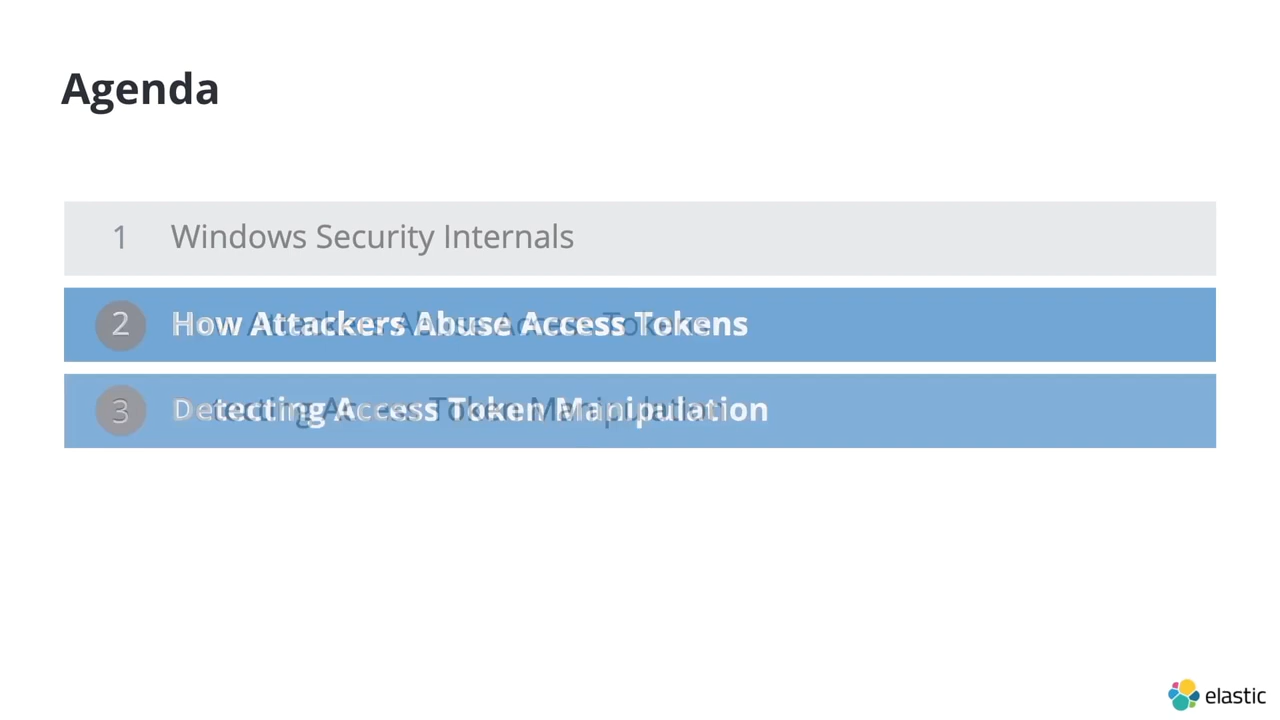 Agenda
1 Windows Security Internals
2 How Attackers Abuse Access Tokens
3 Detecting Access Token Manipulation
elastic